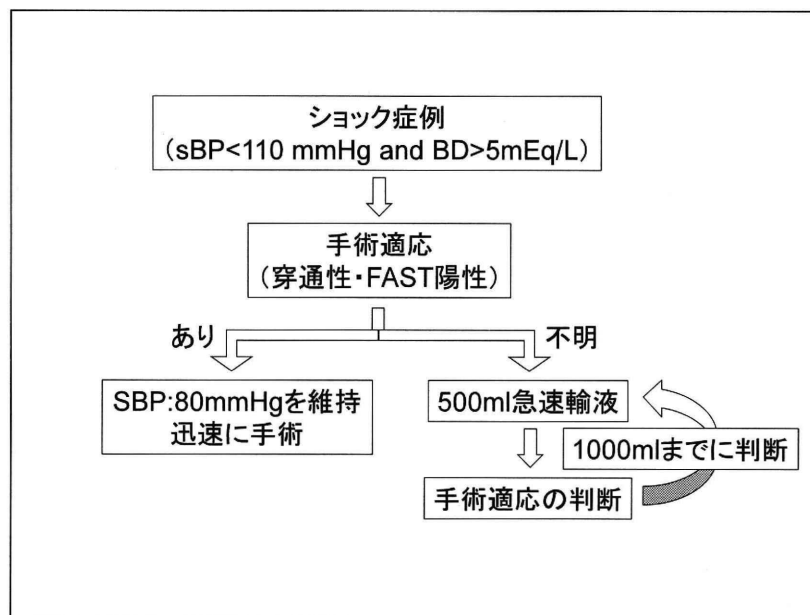 ショック症例
（sBP<110 mmHg and BD>5mEq/L）
手術適応
（穿通性・FAST陽性）
あり
不明
SBP:80mmHgを維持
迅速に手術
500ml急速輸液
1000mlまでに判断
手術適応の判断